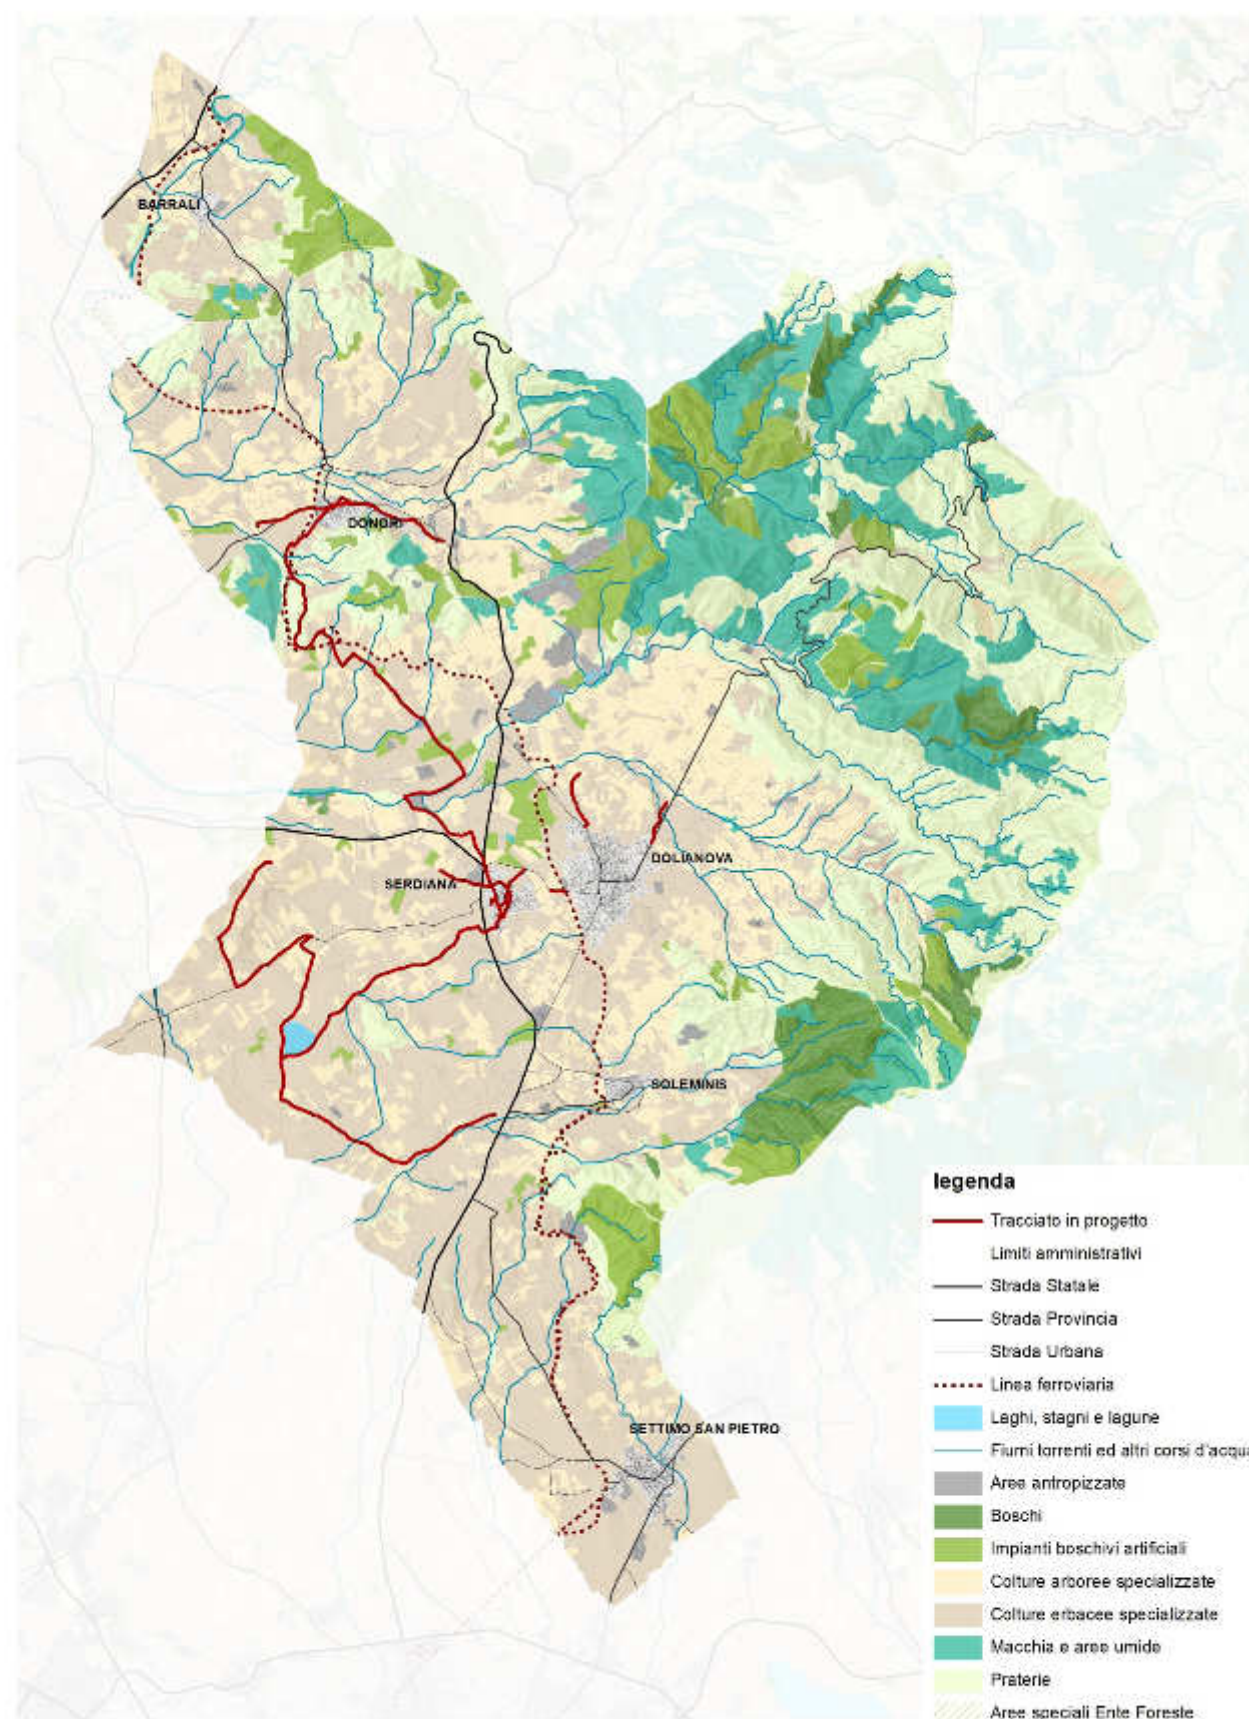 BARRALI
DONORI
DOLIANOVA
SERDIANA
SOLEMINIS
SETTIMO SAN PIETRO
legenda
Tracciato in progetto
Limiti amministrativi
Strada Statale
Strada Provincia
Strada Urbana
Linea ferroviaria
Laghi, stagni e lagune
Fiumi torrenti ed altri corsi d'acqua
Aree antropizzate
Boschi
Impianti boschivi artificiali
Colture arboree specializzate
Colture erbacee specializzate
Macchia e aree umide
Praterie
Aree speciali Ente Foreste